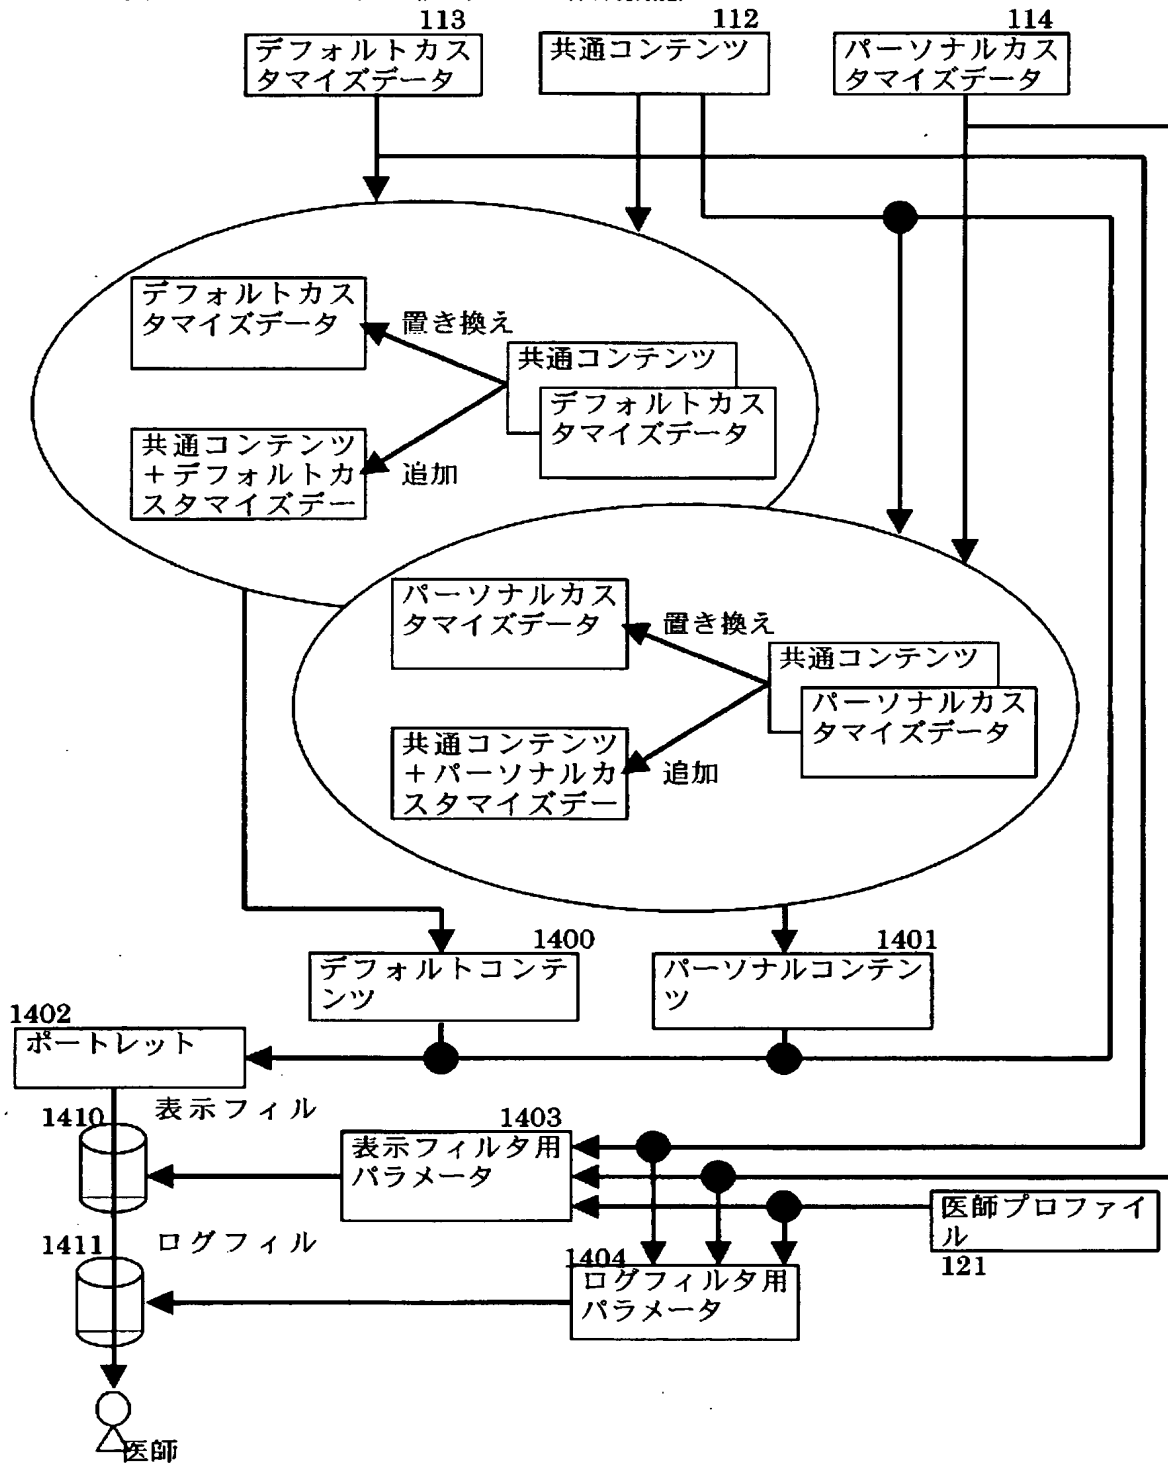 113
デフォルトカス
タマイズデータ
112
共通コンテンツ
114
パーソナルカス
タマイズデータ
デフォルトカス
タマイズデータ
置き換え
共通コンテンツ
デフォルトカス
タマイズデータ
共通コンテンツ
＋デフォルトカ
スタマイズデー
追加
パーソナルカス
タマイズデータ
置き換え
共通コンテンツ
パーソナルカス
タマイズデータ
共通コンテンツ
＋パーソナルカ
スタマイズデー
追加
1400
デフォルトコンテ
ンツ
1401
パーソナルコンテン
ツ
1402
ポートレット
1410
表示フィル
1403
表示フィルタ用
パラメータ
医師プロファイ
ル
121
1411
ログフィル
1404
ログフィルタ用
パラメータ
医師